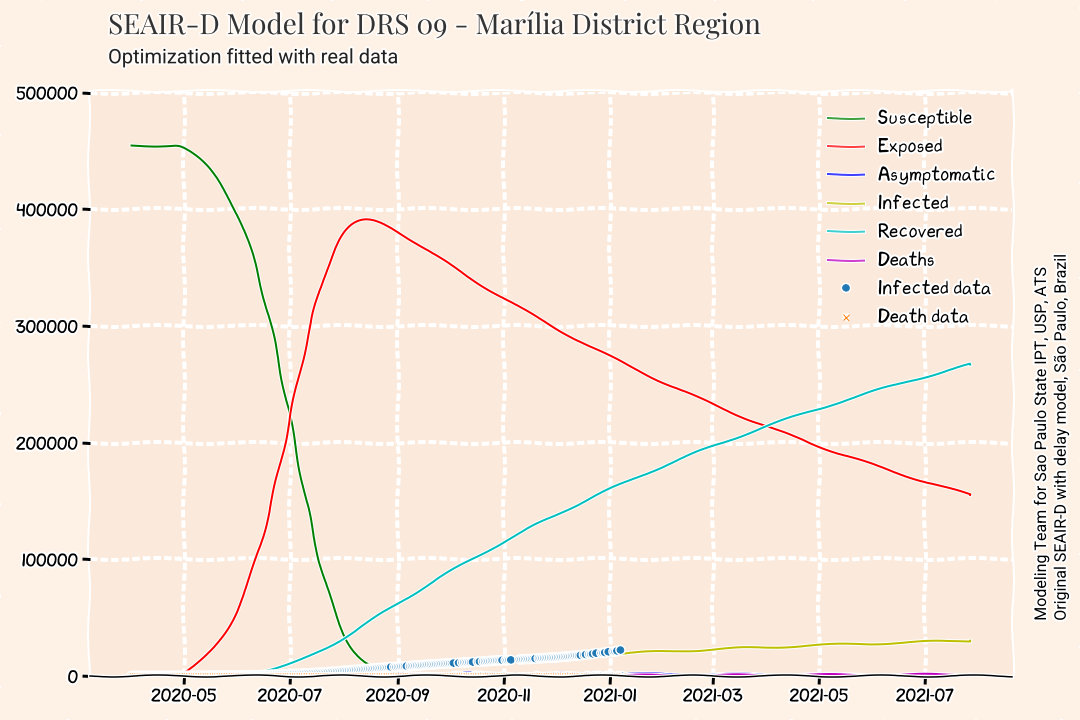 SEAIR-D Model for DRS 09 - Marília District Region
Optimization fitted with real data
500000
400000
300000
200000
100000
0
Susceptible
Exposed
Asymptomatic
Infected
Recovered
Deaths
Infected data
Death data
2020-05
2020-07
2020-09
2020-11
2021-01
2021-03
2021-05
2021-07
Modeling Team for Sao Paulo State IPT, USP, ATS
Original SEAIR-D with delay model, São Paulo, Brazil